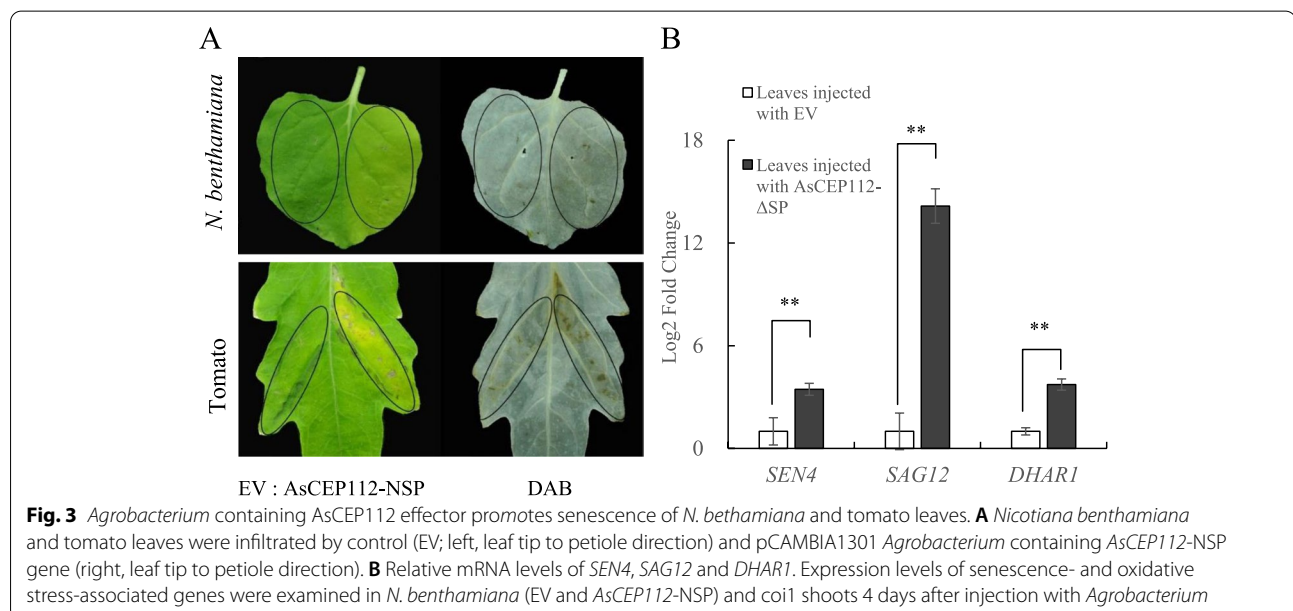 A
B
N. benthamiana
Tomato
EV : AsCEP112-NSP
DAB
Leaves injected
with EV
Leaves injected
with AsCEP112-
ΔSP
Log2 Fold Change
18
12
6
0
**
**
**
SEN4
SAG12
DHAR1
Fig. 3 Agrobacterium containing AsCEP112 effector promotes senescence of N. bethamiana and tomato leaves. A Nicotiana benthamiana
and tomato leaves were infiltrated by control (EV; left, leaf tip to petiole direction) and pCAMBIA1301 Agrobacterium containing AsCEP112-NSP
gene (right, leaf tip to petiole direction). B Relative mRNA levels of SEN4, SAG12 and DHAR1. Expression levels of senescence- and oxidative
stress-associated genes were examined in N. benthamiana (EV and AsCEP112-NSP) and coi1 shoots 4 days after injection with Agrobacterium